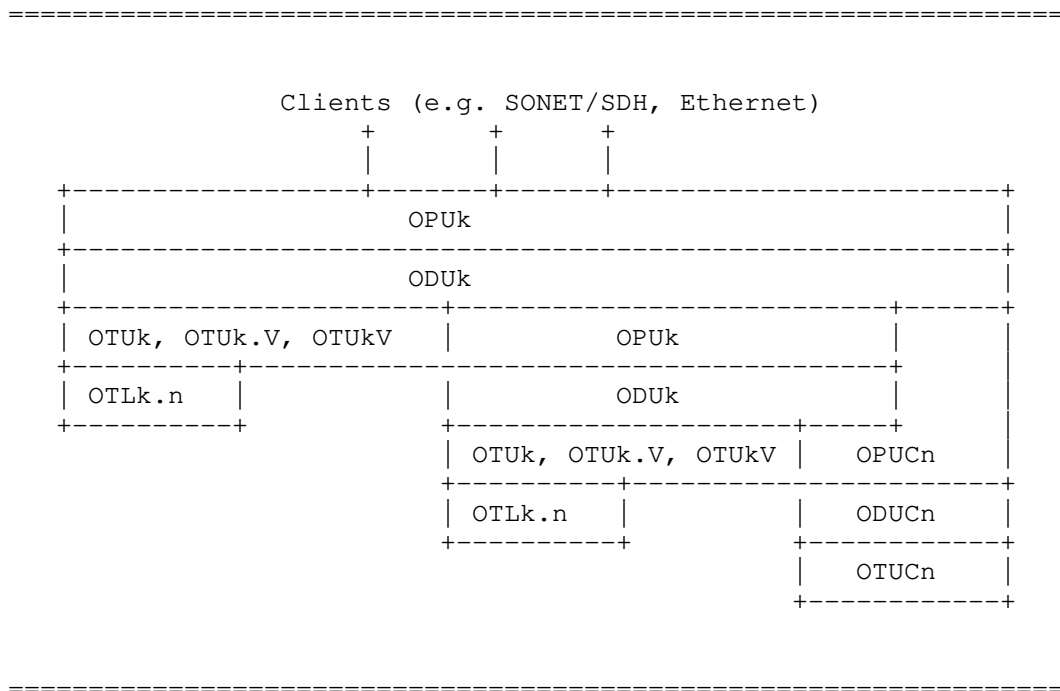 Clients (e.g. SONET/SDH, Ethernet)
OPUk
ODUk
OTUk, OTUk.V, OTUkV OPUk
OTLk.n ODUk
OTUk, OTUk.V, OTUkV OPUCn
OTLk.n ODUCn
OTUCn